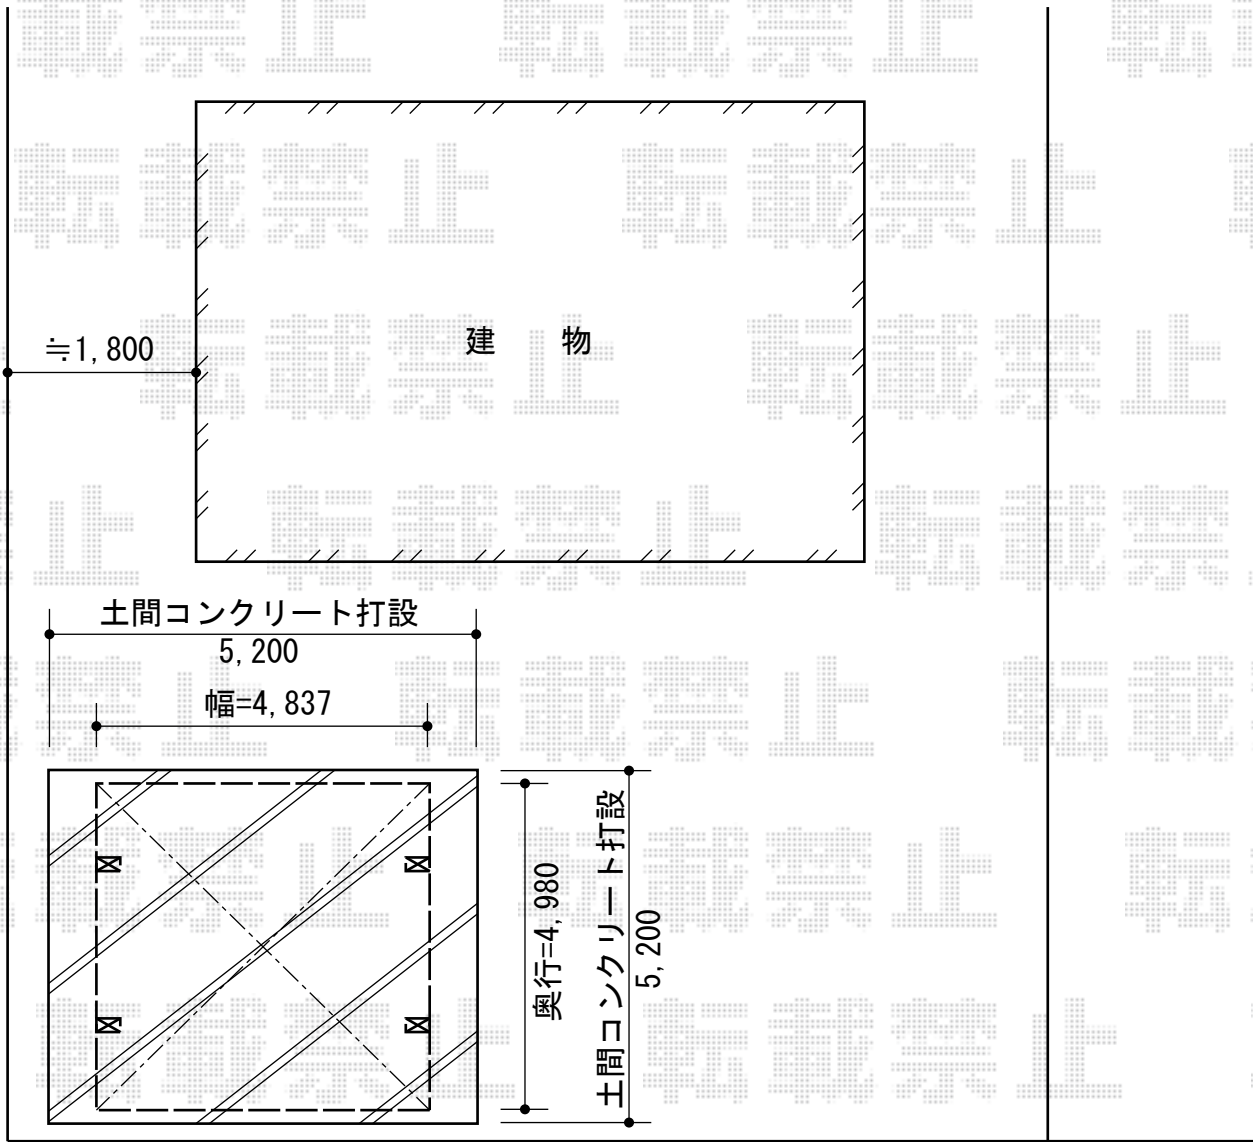 転載禁止
建 物
≒1,800
土間コンクリート打設
5,200
幅=4,837
奥行=4,980
土間コンクリート打設
5,200